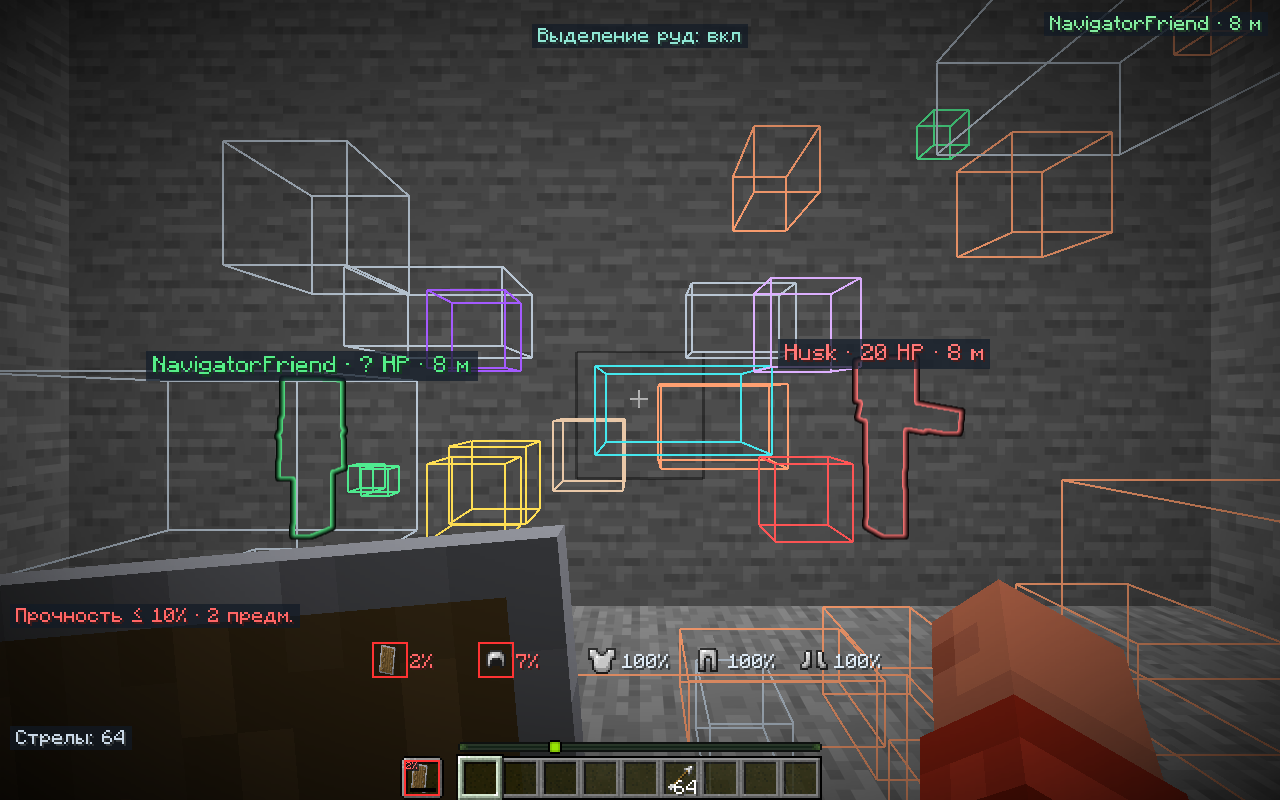 NavigatorFriend · 8 м
Выделение руд: вкл
Husk · 20 HP · 8 м
NavigatorFriend · ? HP · 8 м
Прочность ≤ 10% · 2 предм.
2% 7% 100% 100% 100%
Стрелы: 64
64